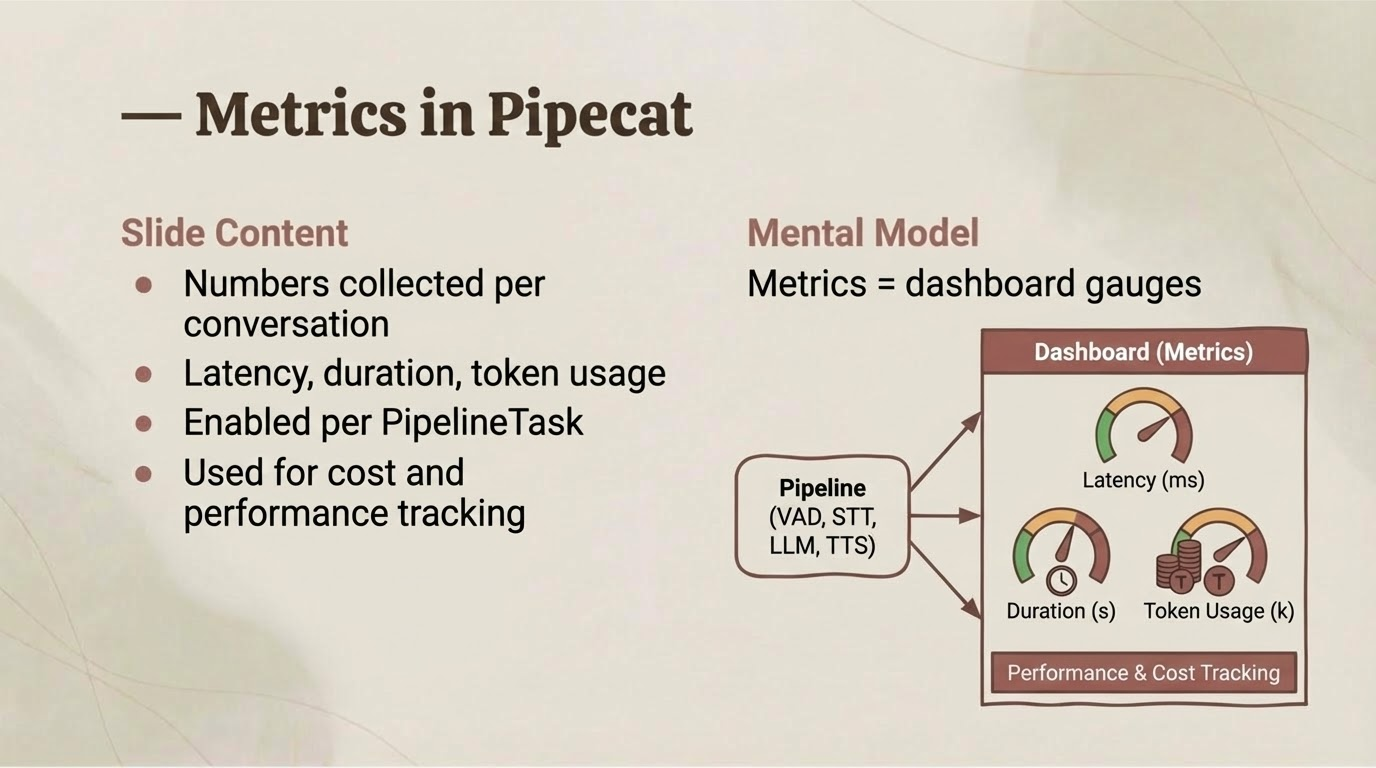 — Metrics in Pipecat
Slide Content
● Numbers collected per
conversation
● Latency, duration, token usage
● Enabled per PipelineTask
● Used for cost and
performance tracking
Mental Model
Metrics = dashboard gauges
Pipeline
(VAD, STT,
LLM, TTS)
Dashboard (Metrics)
Latency (ms)
Duration (s)
T T
Token Usage (k)
Performance & Cost Tracking